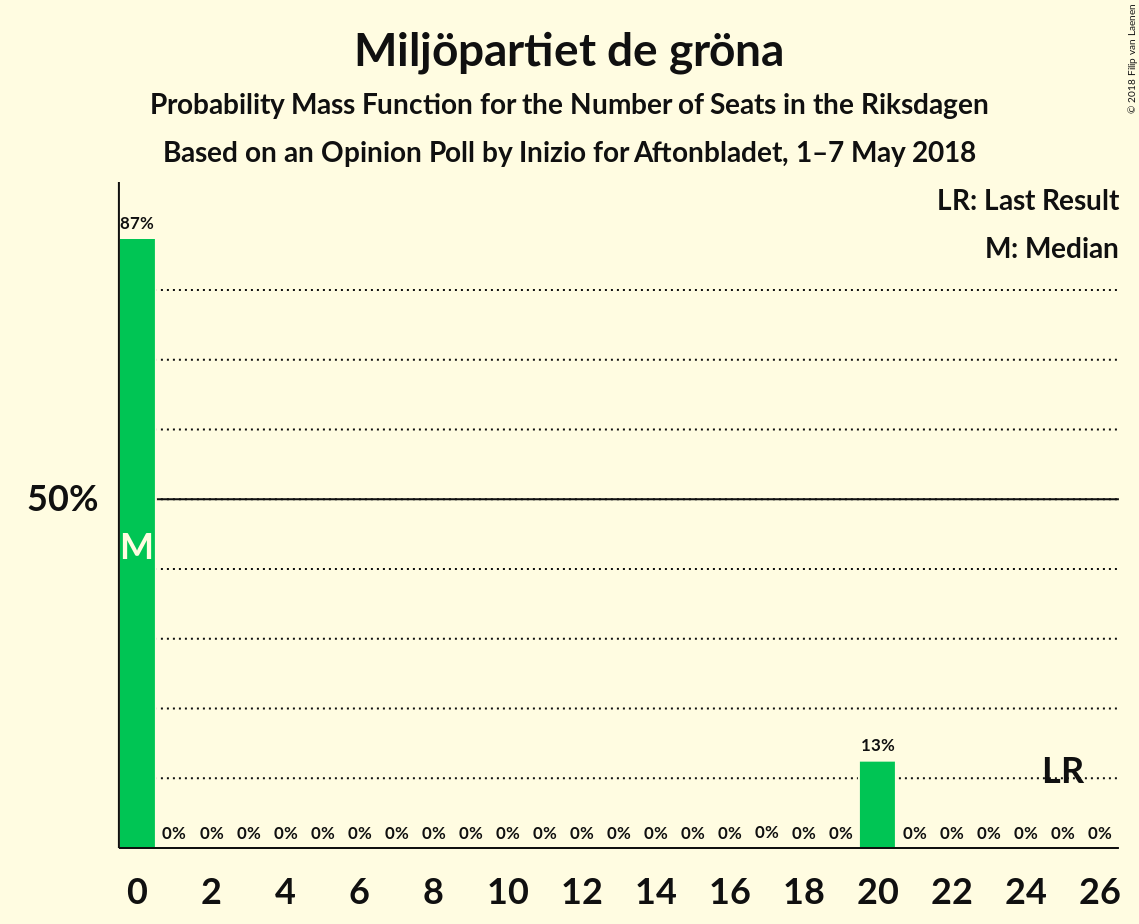 Miljöpartiet de gröna
Probability Mass Function for the Number of Seats in the Riksdagen
Based on an Opinion Poll by Inizio for Aftonbladet, 1–7 May 2018
© 2018 Filip van Laenen
LR: Last Result
M: Median
87%
50%
M
13%
LR
0% 0% 0% 0% 0% 0% 0% 0% 0% 0% 0% 0% 0% 0% 0% 0% 0% 0% 0% 0% 0% 0% 0% 0% 0%
0 2 4 6 8 10 12 14 16 18 20 22 24 26